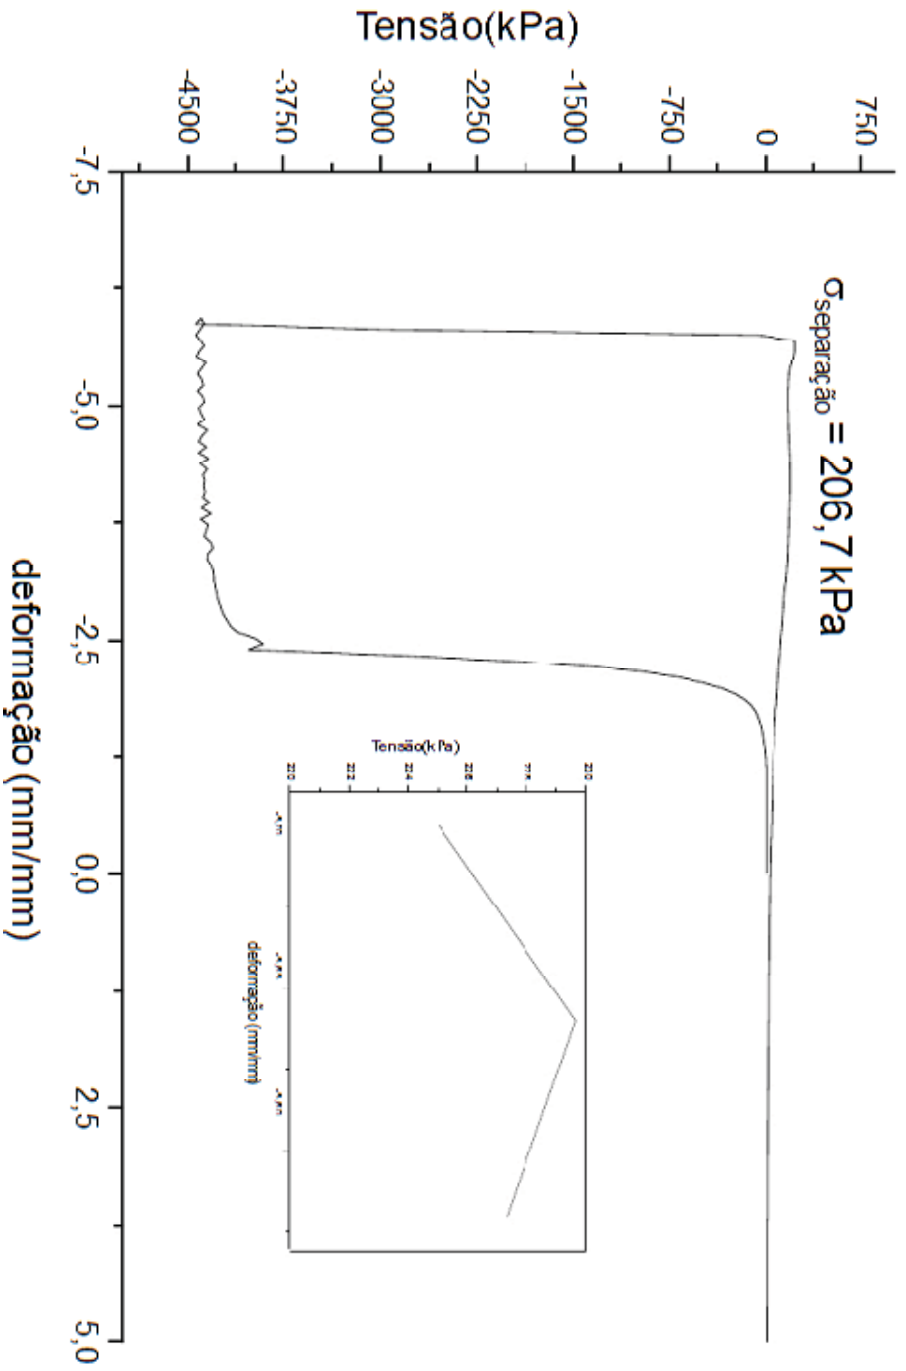 Tensão(kPa)
750
0
-750
-1500
-2250
-3000
-3750
-4500
-7,5
-5,0
-2,5
0,0
2,5
5,0
deformação (mm/mm)
σseparação = 206,7 kPa
Tensão(kPa)
deformação (mm/mm)